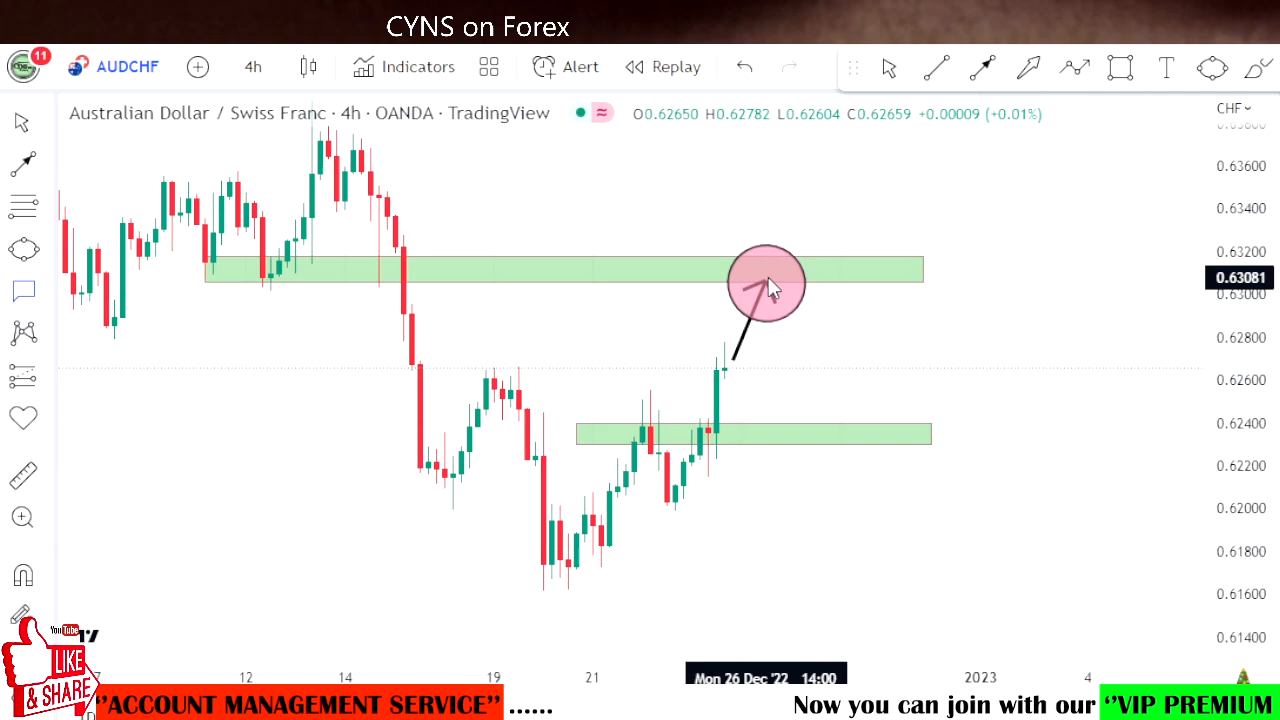 CYNS on Forex
11
AUDCHF
4h
Indicators
Alert
Replay
Australian Dollar / Swiss Franc · 4h · OANDA · TradingView
O0.62650 H0.62782 L0.62604 C0.62659 +0.00009 (+0.01%)
CHF
0.63800
0.63600
0.63400
0.63200
0.63081
0.63000
0.62800
0.62600
0.62400
0.62200
0.62000
0.61800
0.61600
0.61400
YouTube
LIKE
& SHARE
12
14
19
21
Mon 26 Dec '22 14:00
2023
4
‘‘ACCOUNT MANAGEMENT SERVICE’’ ......
Now you can join with our ‘‘VIP PREMIUM